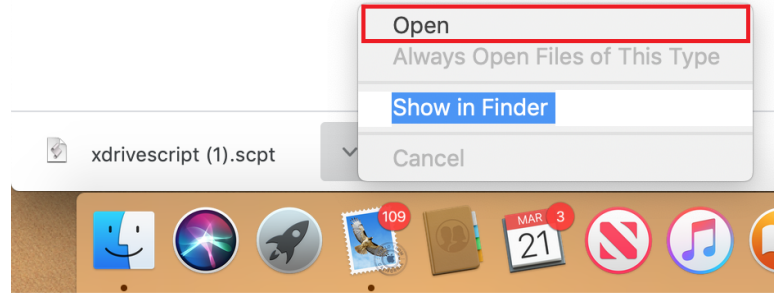 Open
Always Open Files of This Type
Show in Finder
xdrivescript (1).scpt
Cancel
109
MAR
3
21